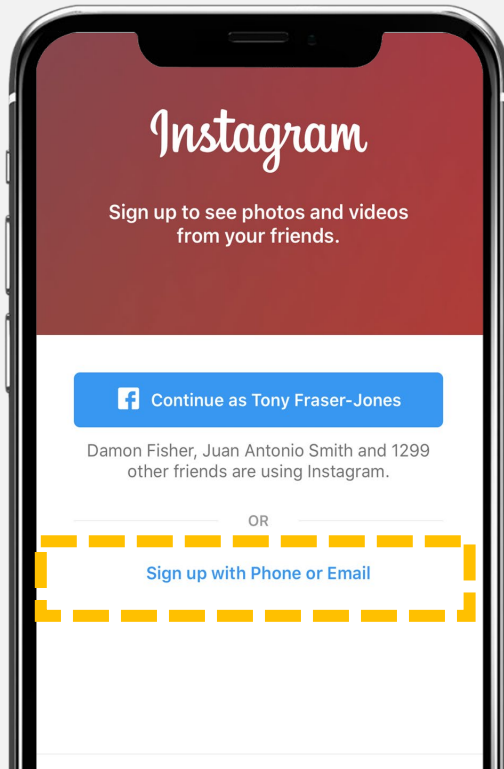 Instagram
Sign up to see photos and videos
from your friends.
Continue as Tony Fraser-Jones
Damon Fisher, Juan Antonio Smith and 1299
other friends are using Instagram.
OR
Sign up with Phone or Email